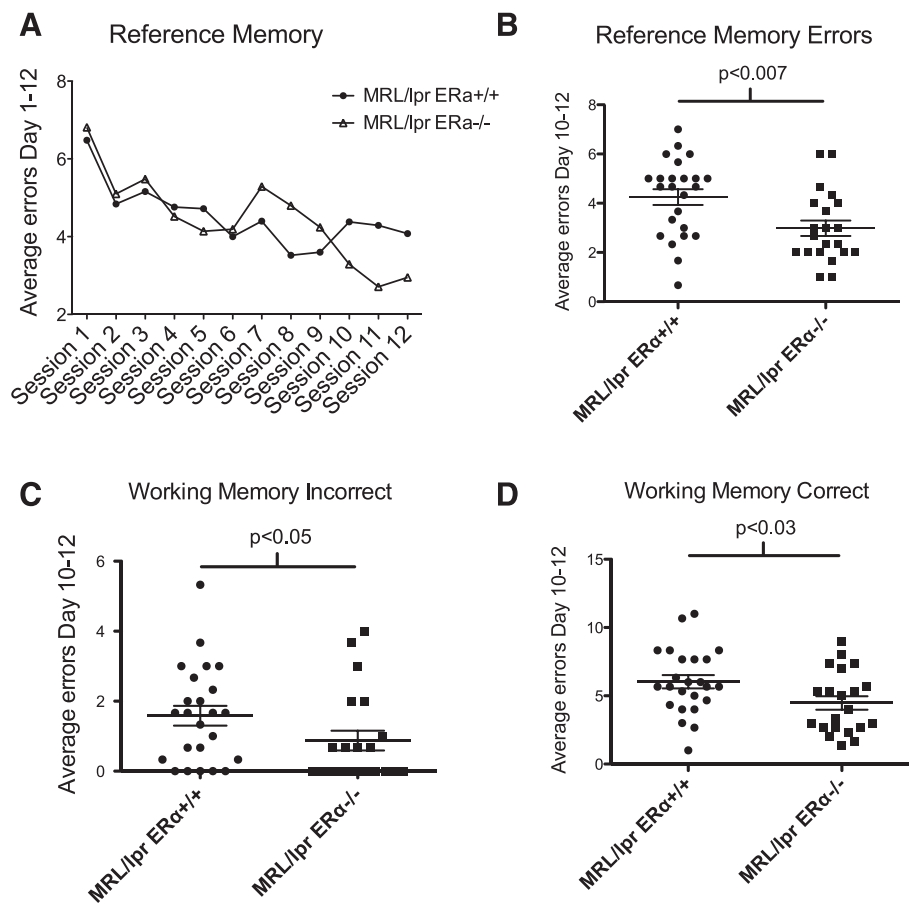 A
Reference Memory
Average errors Day 1-12
8
6
4
2
MRL/lpr ERa+/+
MRL/lpr ERa-/-
Session 1
Session 2
Session 3
Session 4
Session 5
Session 6
Session 7
Session 8
Session 9
Session 10
Session 11
Session 12
B
Reference Memory Errors
p<0.007
Average errors Day 10-12
8
6
4
2
0
MRL/lpr ERα+/+
MRL/lpr ERα-/-
C
Working Memory Incorrect
p<0.05
Average errors Day 10-12
6
4
2
0
MRL/lpr ERα+/+
MRL/lpr ERα-/-
D
Working Memory Correct
p<0.03
Average errors Day 10-12
15
10
5
0
MRL/lpr ERα+/+
MRL/lpr ERα-/-